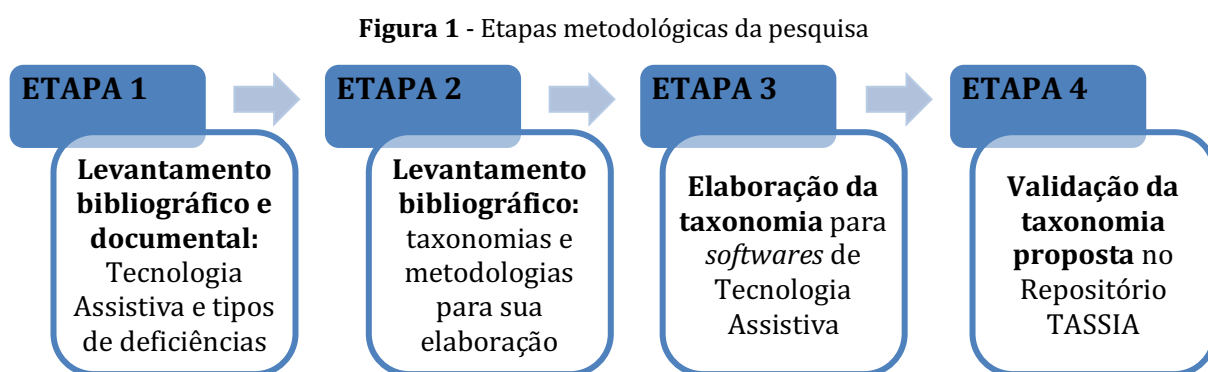 Figura 1 - Etapas metodológicas da pesquisa
ETAPA 1
Levantamento
bibliográfico e
documental:
Tecnologia
Assistiva e tipos
de deficiências
ETAPA 2
Levantamento
bibliográfico:
taxonomias e
metodologias
para sua
elaboração
ETAPA 3
Elaboração da
taxonomia para
softwares de
Tecnologia
Assistiva
ETAPA 4
Validação da
taxonomia
proposta no
Repositório
TASSIA